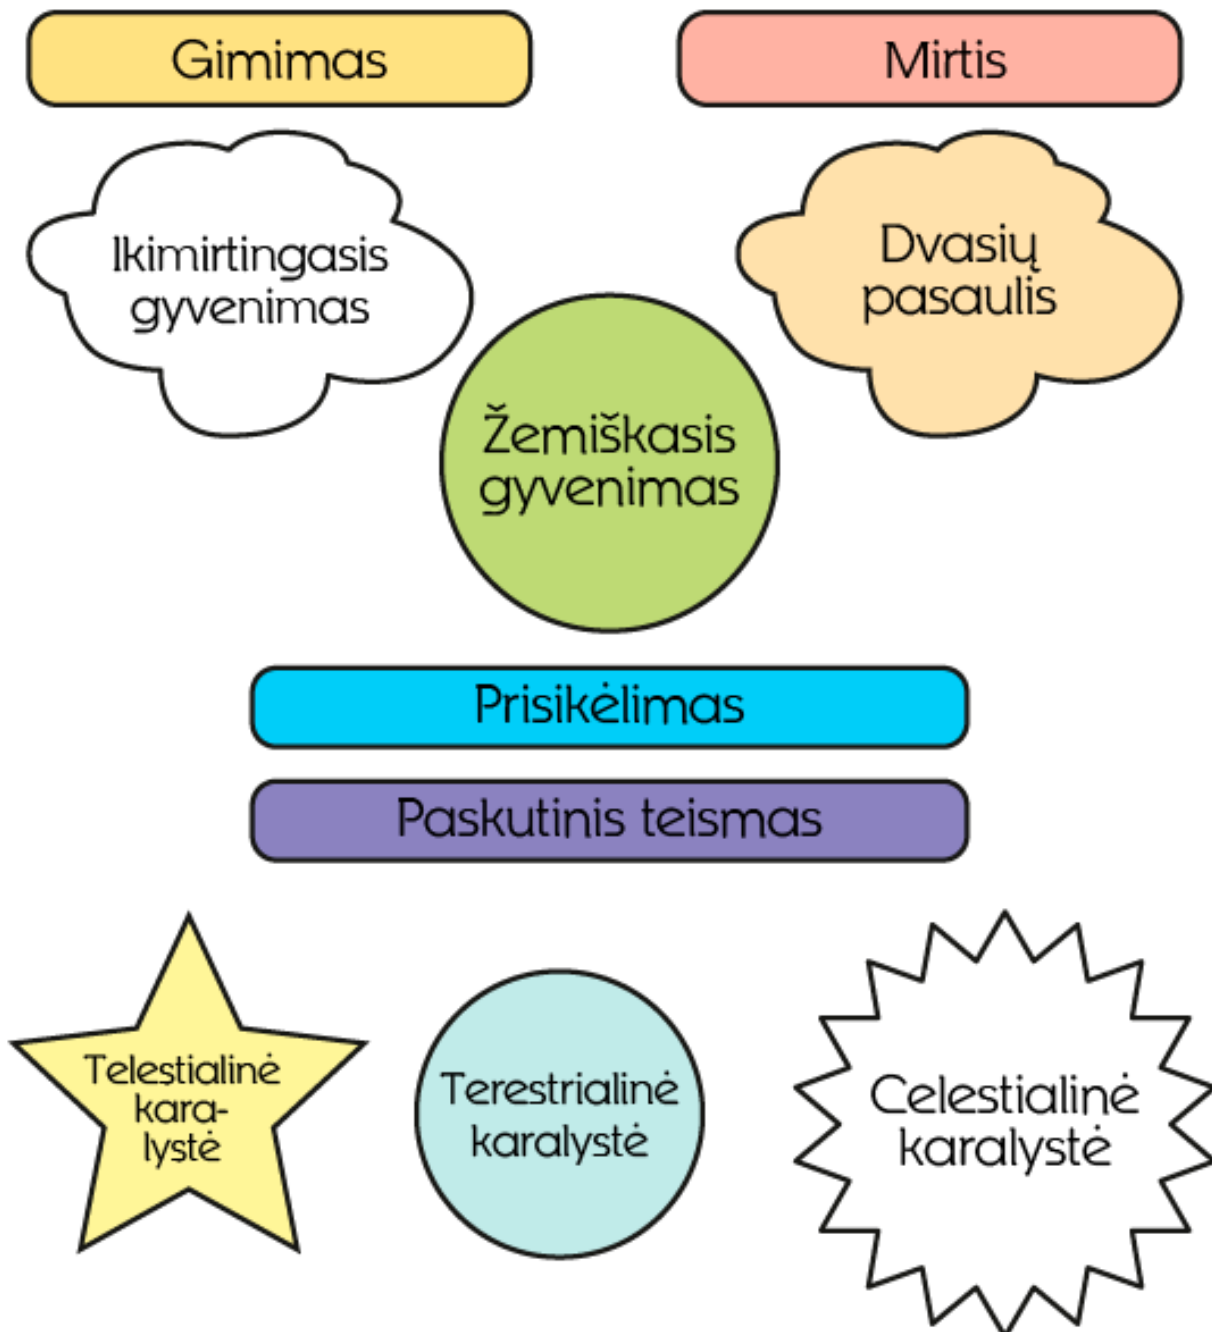 Gimimas
Mirtis
Ikimirtingasis
gyvenimas
Dvasių
pasaulis
Žemiškasis
gyvenimas
Prisikėlimas
Paskutinis teismas
Telestialinė
kara-
lystė
Terestrialinė
karalystė
Celestialinė
karalystė